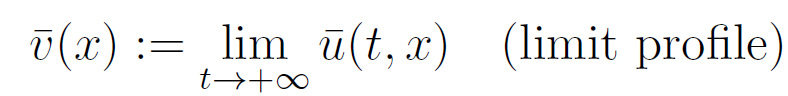 v̄(x) := lim_{t→+∞} ū(t, x) (limit profile)